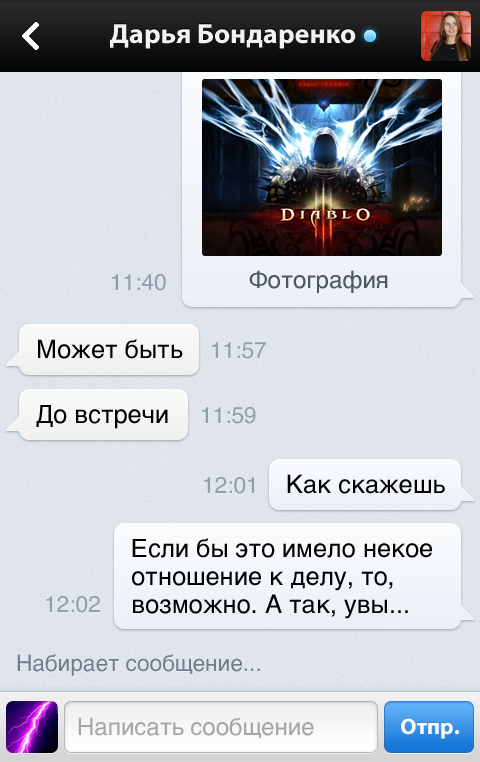 Дарья Бондаренко
DIABLO
III
Фотография
11:40
Может быть 11:57
До встречи 11:59
12:01 Как скажешь
Если бы это имело некое
отношение к делу, то,
возможно. А так, увы...
12:02
Набирает сообщение...
Написать сообщение
Отпр.